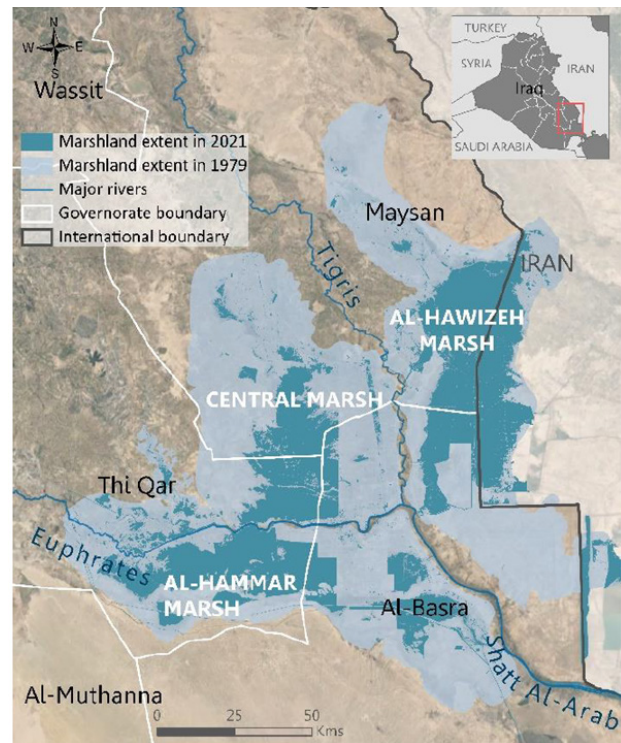 N
W E
S
Wassit
TURKEY
SYRIA
IRAN
Iraq
SAUDI ARABIA
Marshland extent in 2021
Marshland extent in 1979
Major rivers
Governorate boundary
International boundary
Maysan
Tigris
IRAN
AL-HAWIZEH
MARSH
CENTRAL MARSH
Thi Qar
Euphrates
AL-HAMMAR
MARSH
Al-Basra
Shatt Al-Arab
Al-Muthanna
0 25 50
Kms